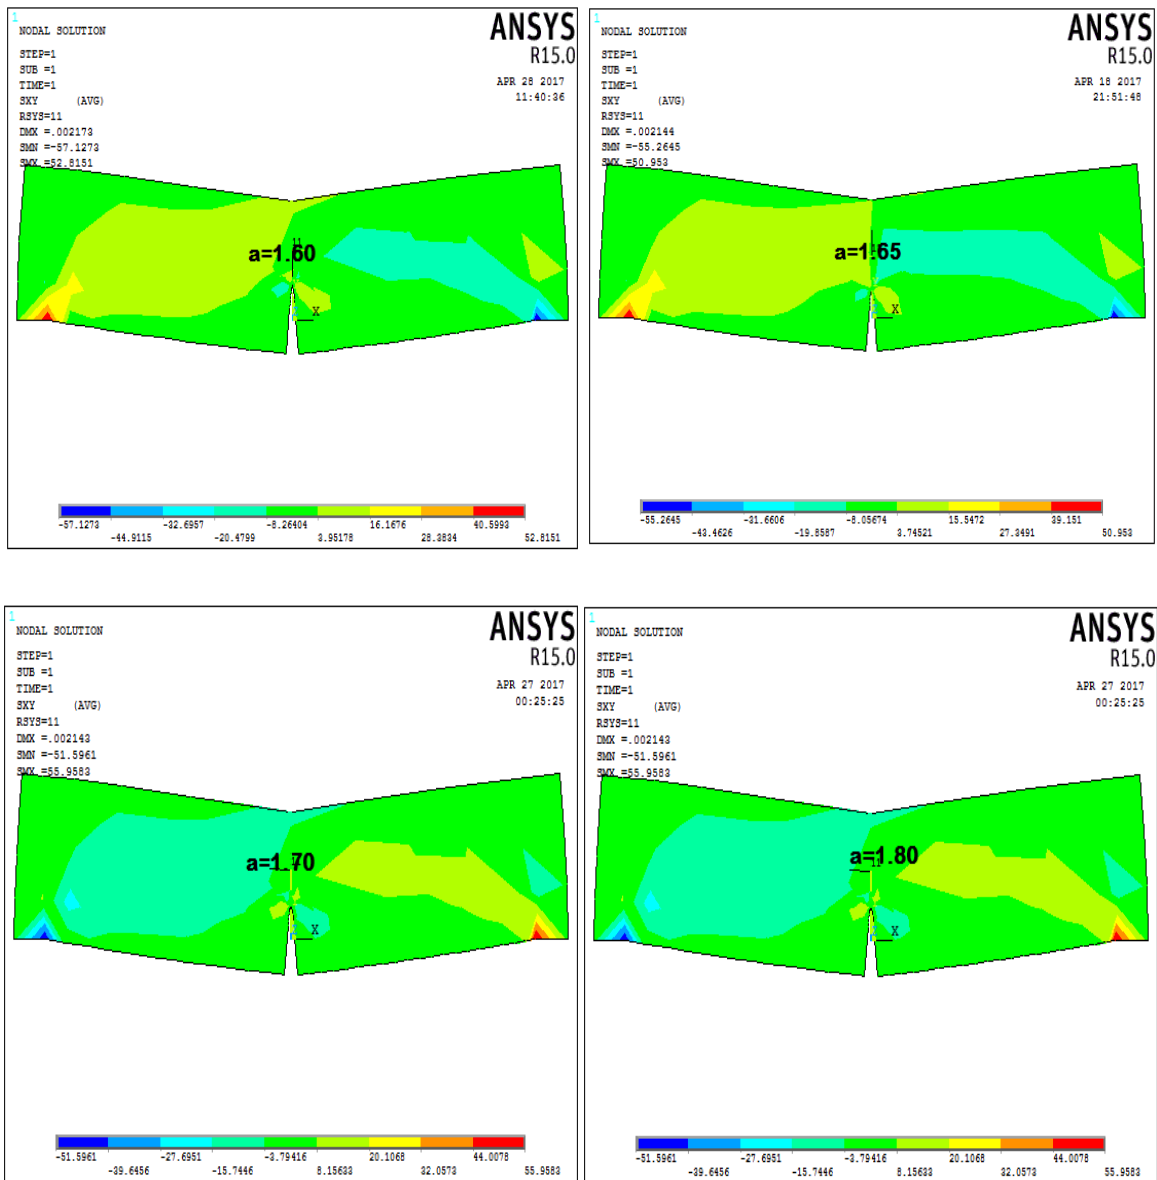 1
NODAL SOLUTION
STEP=1
SUB =1
TIME=1
SXY (AVG)
RSYS=11
DMX =.002173
SMN =-57.1273
SMX =52.8151
ANSYS
R15.0
APR 28 2017
11:40:36
a=1.60
X
-57.1273 -32.6957 -8.26404 16.1676 40.5993
-44.9115 -20.4799 3.95178 28.3834 52.8151
1
NODAL SOLUTION
STEP=1
SUB =1
TIME=1
SXY (AVG)
RSYS=11
DMX =.002144
SMN =-55.2645
SMX =50.953
ANSYS
R15.0
APR 18 2017
21:51:48
a=1.65
X
-55.2645 -31.6606 -8.05674 15.5472 39.151
-43.4626 -19.8587 3.74521 27.3491 50.953
1
NODAL SOLUTION
STEP=1
SUB =1
TIME=1
SXY (AVG)
RSYS=11
DMX =.002143
SMN =-51.5961
SMX =55.9583
ANSYS
R15.0
APR 27 2017
00:25:25
a=1.70
X
-51.5961 -27.6951 -3.79416 20.1068 44.0078
-39.6456 -15.7446 8.15633 32.0573 55.9583
1
NODAL SOLUTION
STEP=1
SUB =1
TIME=1
SXY (AVG)
RSYS=11
DMX =.002143
SMN =-51.5961
SMX =55.9583
ANSYS
R15.0
APR 27 2017
00:25:25
a=1.80
11
X
-51.5961 -27.6951 -3.79416 20.1068 44.0078
-39.6456 -15.7446 8.15633 32.0573 55.9583